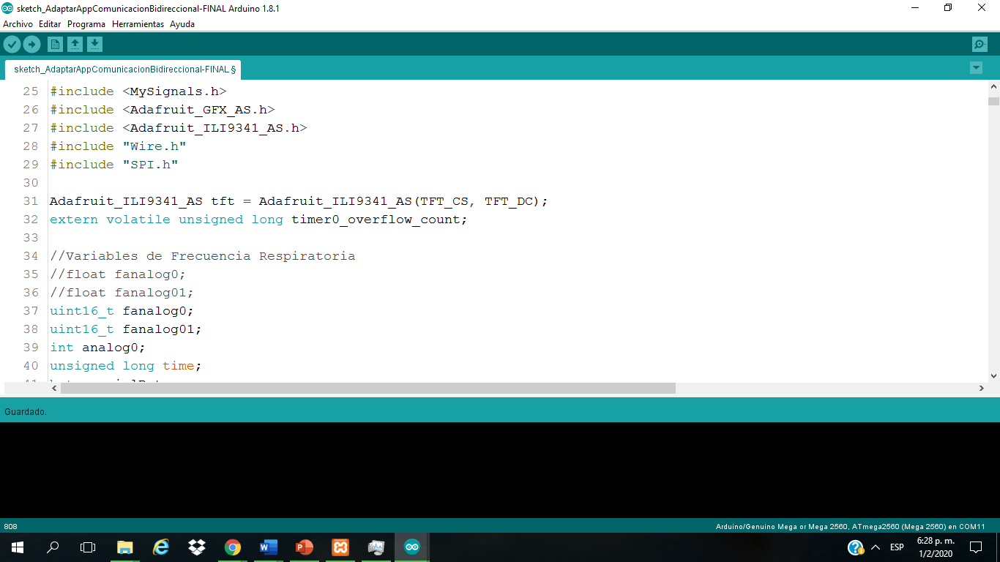 sketch_AdaptarAppComunicacionBidireccional-FINAL Arduino 1.8.1
Archivo Editar Programa Herramientas Ayuda
sketch_AdaptarAppComunicacionBidireccional-FINAL §
25 #include <MySignals.h>
26 #include <Adafruit_GFX_AS.h>
27 #include <Adafruit_ILI9341_AS.h>
28 #include "Wire.h"
29 #include "SPI.h"
30
31 Adafruit_ILI9341_AS tft = Adafruit_ILI9341_AS(TFT_CS, TFT_DC);
32 extern volatile unsigned long timer0_overflow_count;
33
34 //Variables de Frecuencia Respiratoria
35 //float fanalog0;
36 //float fanalog01;
37 uint16_t fanalog0;
38 uint16_t fanalog01;
39 int analog0;
40 unsigned long time;
Guardado.
808 Arduino/Genuino Mega or Mega 2560, ATmega2560 (Mega 2560) en COM11
ESP 6:28 p. m.
1/2/2020